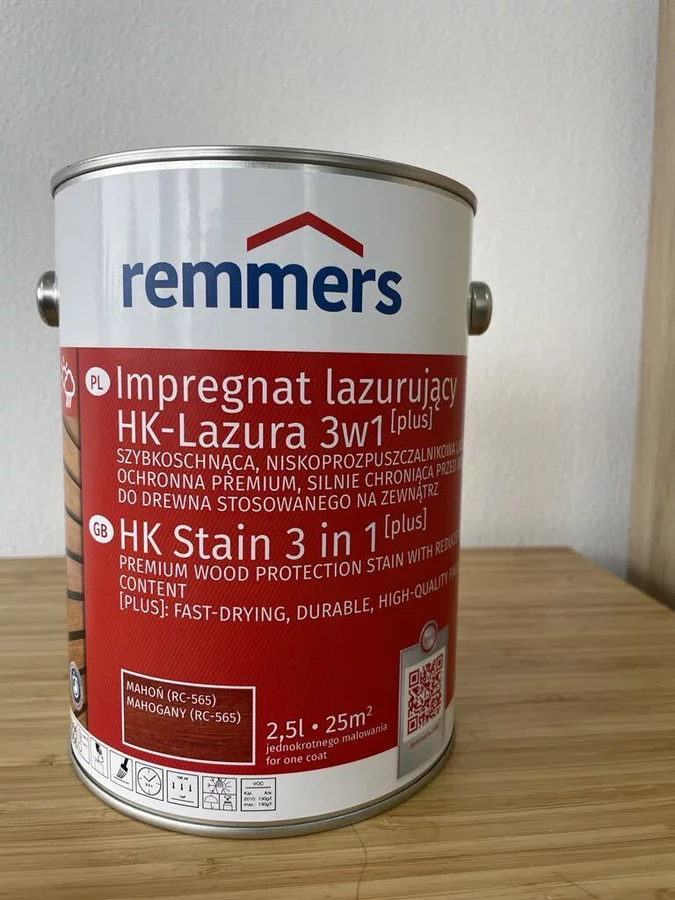 remmers
PL Impregnat lazurujący
HK-Lazura 3w1 [plus]
SZYBKOSCHNĄCA, NISKOPROZPUSZCZALNIKOWA
OCHRONNA PREMIUM, SILNIE CHRONIĄCA PRZED
DO DREWNA STOSOWANEGO NA ZEWNĄTRZ
GB HK Stain 3 in 1 [plus]
PREMIUM WOOD PROTECTION STAIN WITH
CONTENT
[PLUS]: FAST-DRYING, DURABLE, HIGH-QUALITY
MAHOŃ (RC-565)
MAHOGANY (RC-565)
2,5l • 25m²
jednokrotnego malowania
for one coat
VOC